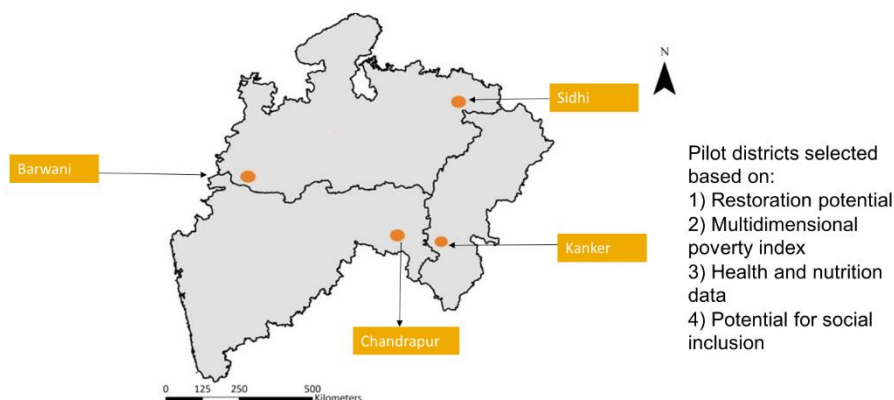 N
Sidhi
Barwani
Kanker
Chandrapur
0 125 250 500
Kilometers
Pilot districts selected
based on:
1) Restoration potential
2) Multidimensional
poverty index
3) Health and nutrition
data
4) Potential for social
inclusion